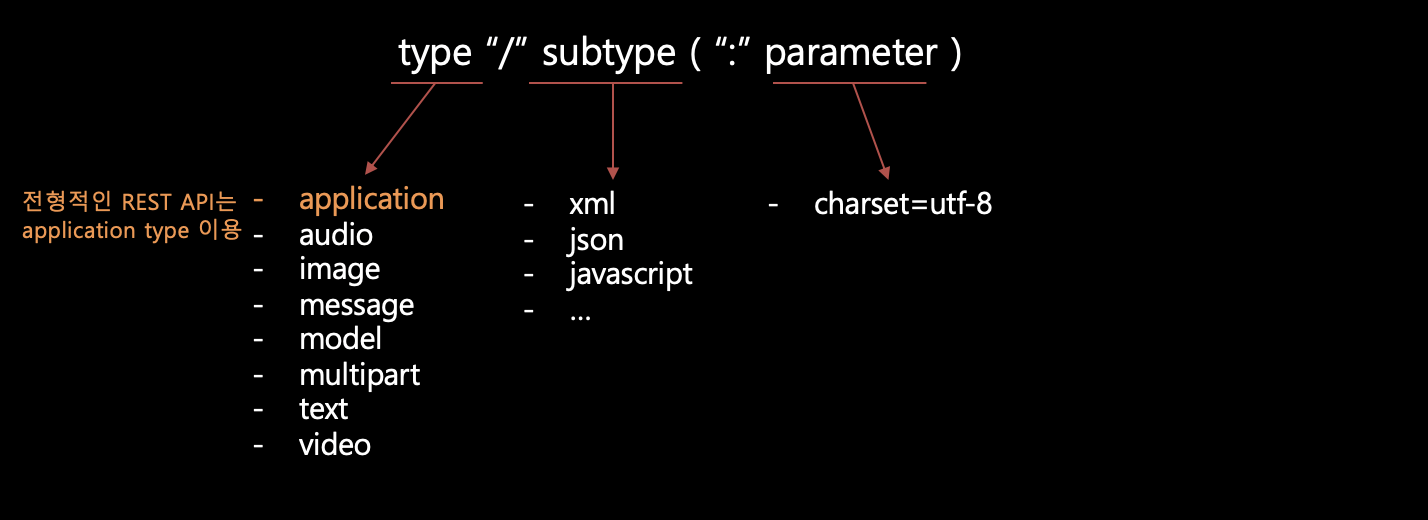 type “/” subtype ( “:” parameter )
전형적인 REST API는
application type 이용
- application
- audio
- image
- message
- model
- multipart
- text
- video
- xml
- json
- javascript
- ...
- charset=utf-8